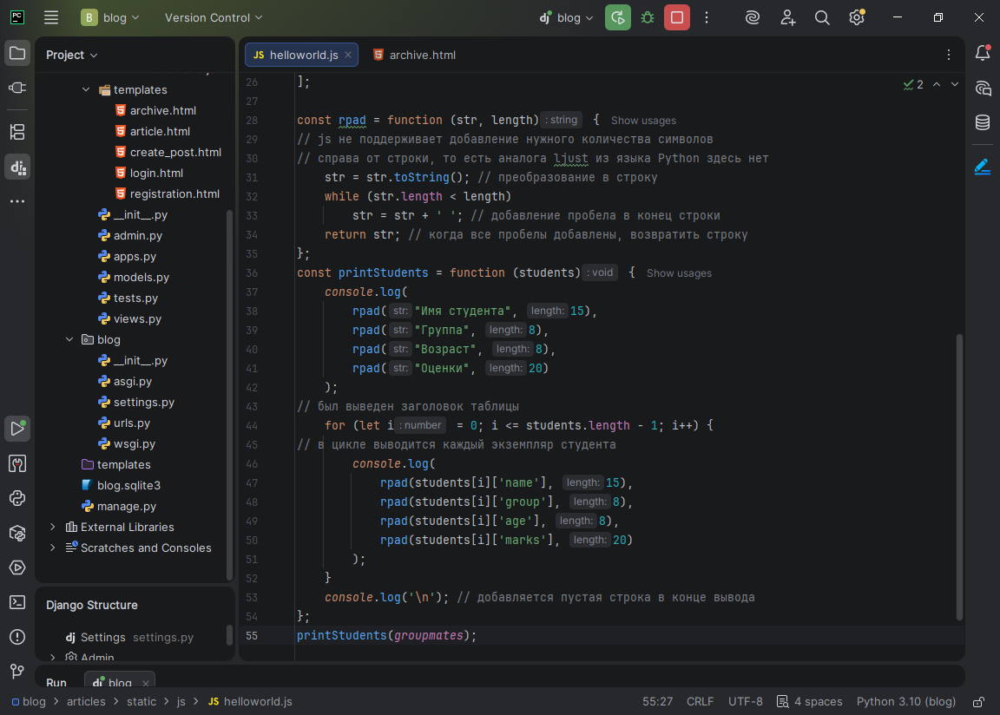 PC
B blog
Version Control
dj blog
Project
JS helloworld.js
archive.html
templates
archive.html
article.html
create_post.html
login.html
registration.html
__init__.py
admin.py
apps.py
models.py
tests.py
views.py
blog
__init__.py
asgi.py
settings.py
urls.py
wsgi.py
templates
blog.sqlite3
manage.py
External Libraries
Scratches and Consoles
Django Structure
dj Settings settings.py
Admin
2
26 ];
27
28 const rpad = function (str, length) : string { Show usages
29 // js не поддерживает добавление нужного количества символов
30 // справа от строки, то есть аналога ljust из языка Python здесь нет
31 str = str.toString(); // преобразование в строку
32 while (str.length < length)
33 str = str + ' '; // добавление пробела в конец строки
34 return str; // когда все пробелы добавлены, возвратить строку
35 };
36 const printStudents = function (students) : void { Show usages
37 console.log(
38 rpad( str: "Имя студента", length: 15),
39 rpad( str: "Группа", length: 8),
40 rpad( str: "Возраст", length: 8),
41 rpad( str: "Оценки", length: 20)
42 );
43 // был выведен заголовок таблицы
44 for (let i : number = 0; i <= students.length - 1; i++) {
45 // в цикле выводится каждый экземпляр студента
46 console.log(
47 rpad(students[i]['name'], length: 15),
48 rpad(students[i]['group'], length: 8),
49 rpad(students[i]['age'], length: 8),
50 rpad(students[i]['marks'], length: 20)
51 );
52 }
53 console.log('\n'); // добавляется пустая строка в конце вывода
54 };
55 printStudents(groupmates);
Run
dj blog
blog > articles > static > js > JS helloworld.js
55:27 CRLF UTF-8 4 spaces Python 3.10 (blog)